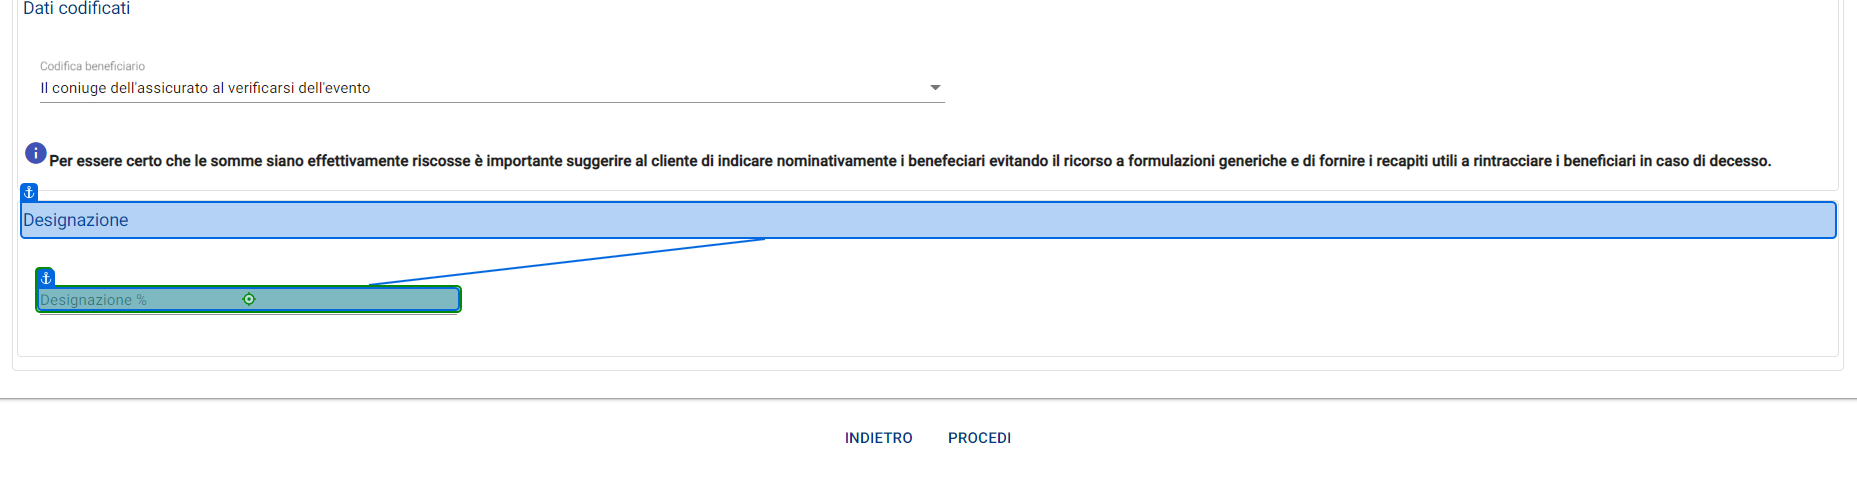 Dati codificati
Codifica beneficiario
Il coniuge dell'assicurato al verificarsi dell'evento
Per essere certo che le somme siano effettivamente riscosse è importante suggerire al cliente di indicare nominativamente i benefeciari evitando il ricorso a formulazioni generiche e di fornire i recapiti utili a rintracciare i beneficiari in caso di decesso.
Designazione
Designazione %
INDIETRO PROCEDI